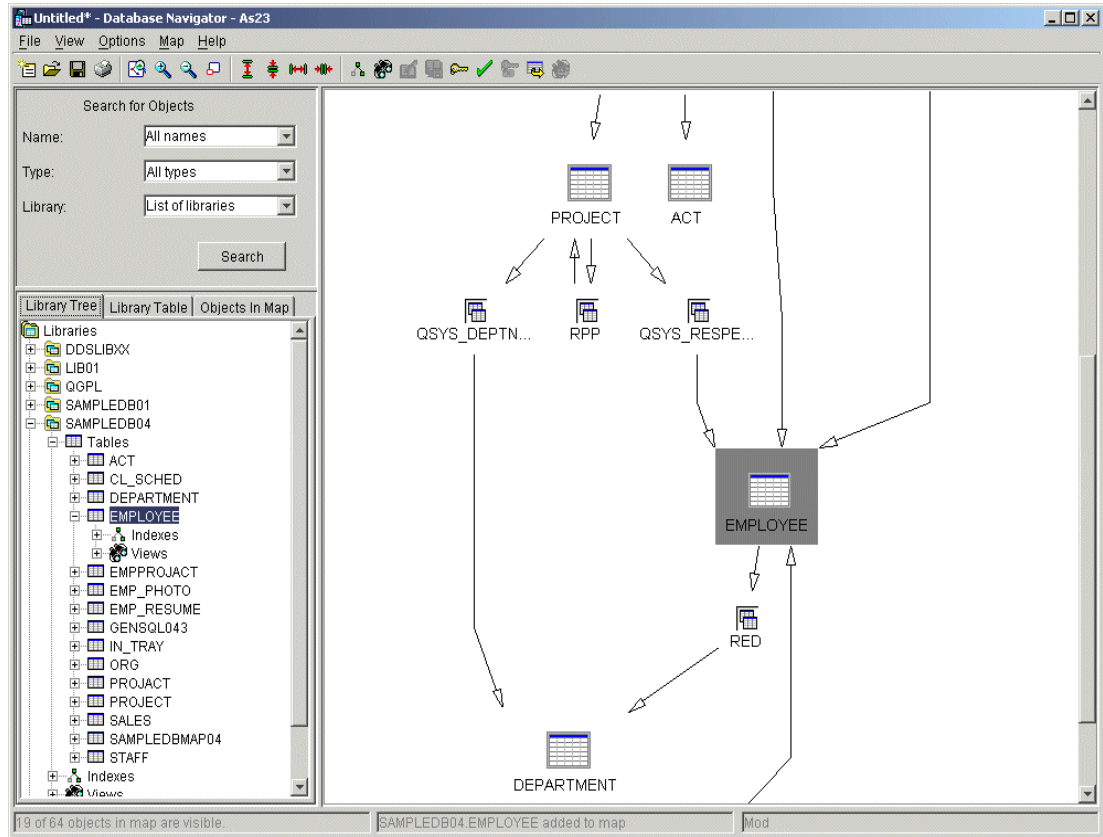 Untitled* - Database Navigator - As23
File View Options Map Help
Search for Objects
Name: All names
Type: All types
Library: List of libraries
Search
Library Tree Library Table Objects In Map
Libraries
DDSLIBXX
LIB01
QGPL
SAMPLEDB01
SAMPLEDB04
Tables
ACT
CL_SCHED
DEPARTMENT
EMPLOYEE
Indexes
Views
EMPPROJACT
EMP_PHOTO
EMP_RESUME
GENSQL043
IN_TRAY
ORG
PROJACT
PROJECT
SALES
SAMPLEDBMAP04
STAFF
Indexes
Views
PROJECT ACT
QSYS_DEPTN... RPP QSYS_RESPE...
EMPLOYEE
RED
DEPARTMENT
19 of 64 objects in map are visible. SAMPLEDB04.EMPLOYEE added to map Mod